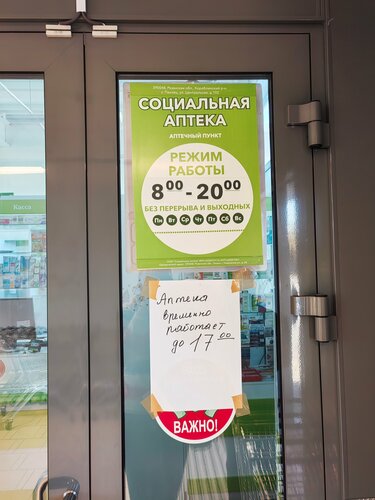 СОЦИАЛЬНАЯ
АПТЕКА
АПТЕЧНЫЙ ПУНКТ
РЕЖИМ
РАБОТЫ
8⁰⁰ - 20⁰⁰
БЕЗ ПЕРЕРЫВА И ВЫХОДНЫХ
Пн Вт Ср Чт Пт Сб Вс
Касса
Аптека
временно
работает
до 17⁰⁰
ВАЖНО!